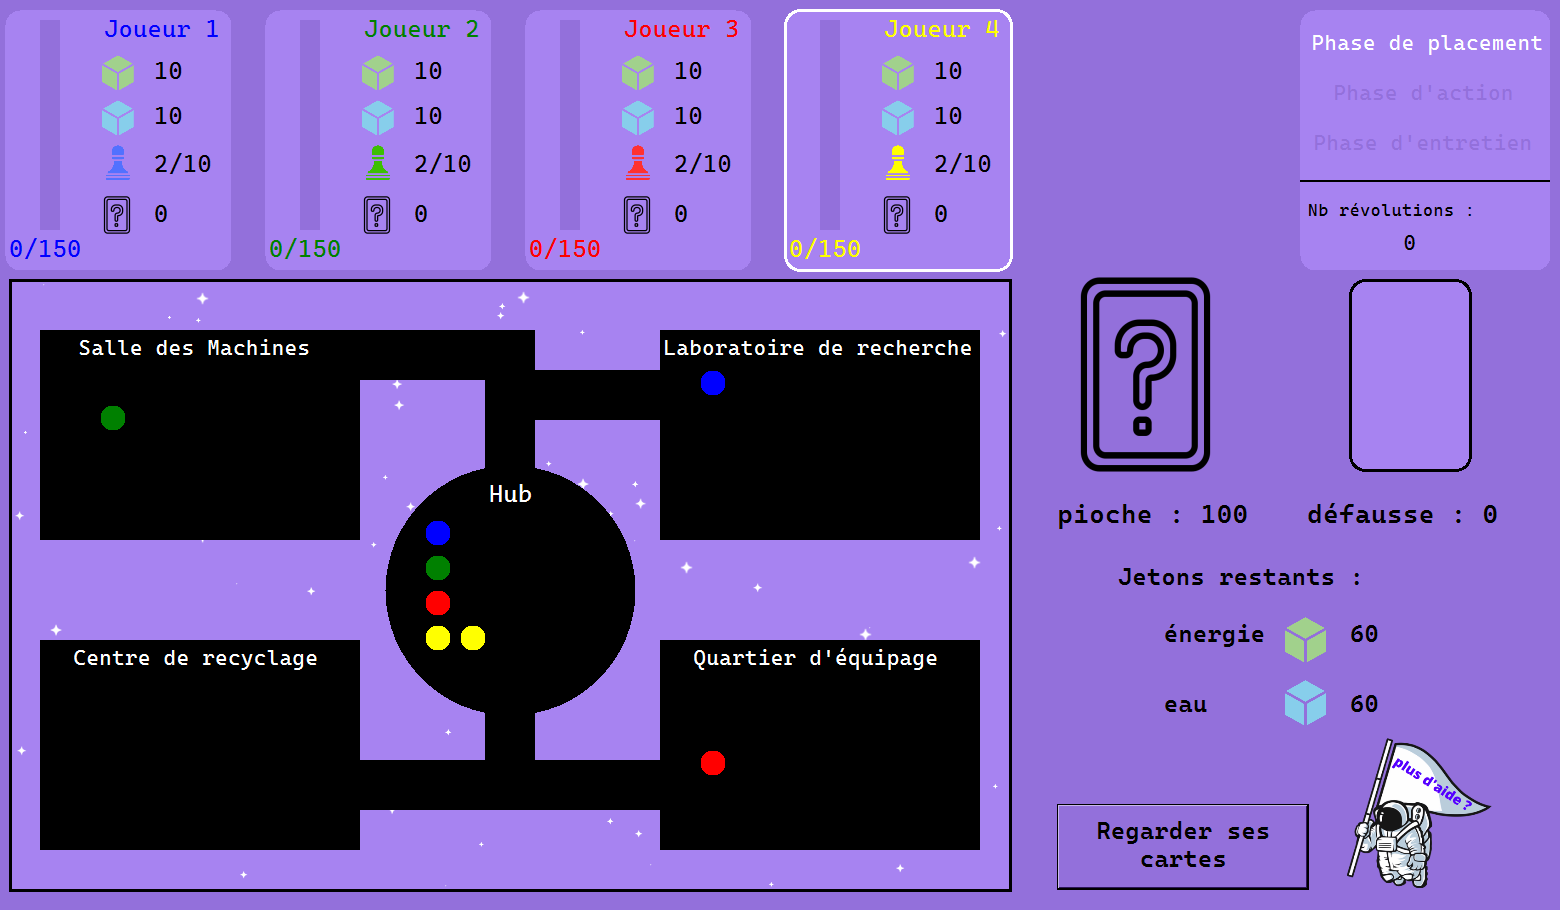 Joueur 1
10
10
2/10
0
0/150
Joueur 2
10
10
2/10
0
0/150
Joueur 3
10
10
2/10
0
0/150
Joueur 4
10
10
2/10
0
0/150
Phase de placement
Phase d'action
Phase d'entretien
Nb révolutions :
0
Salle des Machines
Laboratoire de recherche
Hub
Centre de recyclage
Quartier d'équipage
?
pioche : 100
défausse : 0
Jetons restants :
énergie 60
eau 60
plus d'aide ?
Regarder ses
cartes